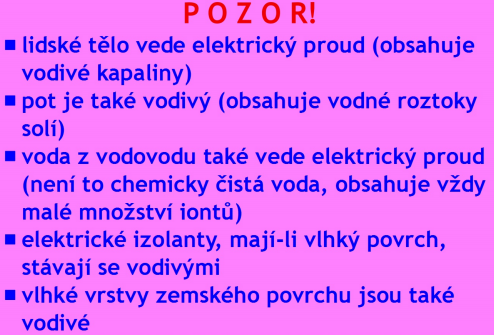 P O Z O R!
▪ lidské tělo vede elektrický proud (obsahuje
vodivé kapaliny)
▪ pot je také vodivý (obsahuje vodné roztoky
solí)
▪ voda z vodovodu také vede elektrický proud
(není to chemicky čistá voda, obsahuje vždy
malé množství iontů)
▪ elektrické izolanty, mají-li vlhký povrch,
stávají se vodivými
▪ vlhké vrstvy zemského povrchu jsou také
vodivé